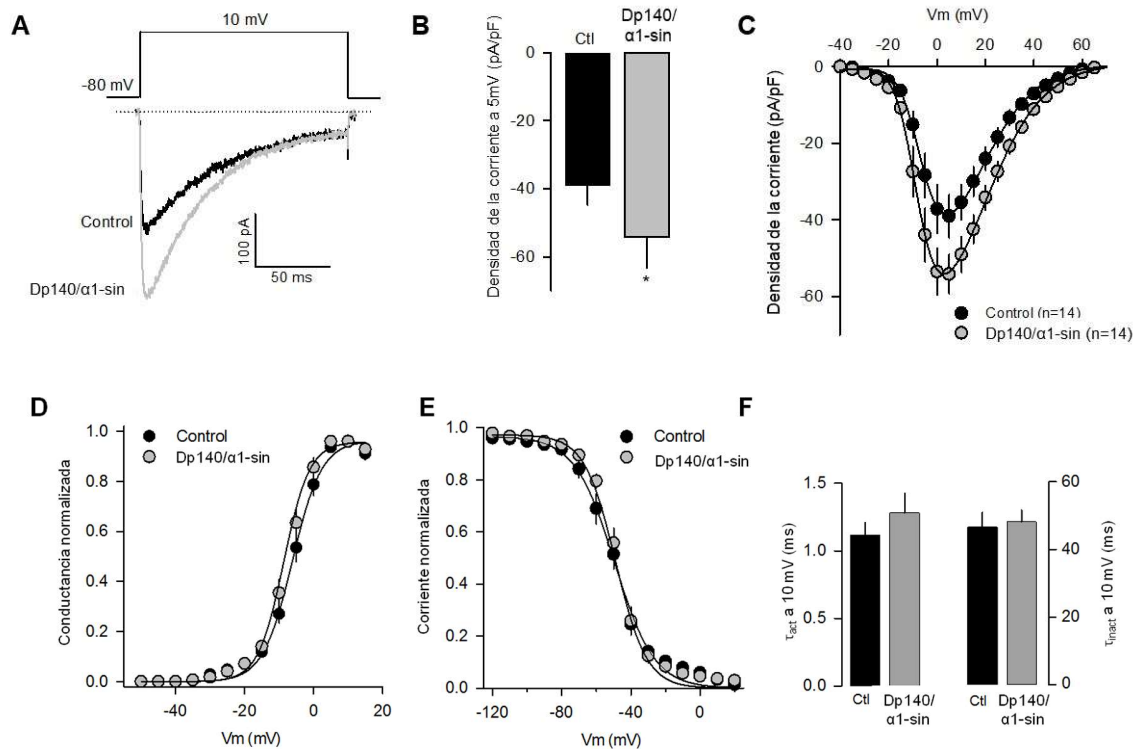 A
10 mV
-80 mV
Control
Dp140/α1-sin
100 pA
50 ms
B
Ctl
Dp140/
α1-sin
Densidad de la corriente a 5mV (pA/pF)
0
-20
-40
-60
*
C
Vm (mV)
-40 -20 0 20 40 60
Densidad de la corriente (pA/pF)
0
-20
-40
-60
Control (n=14)
Dp140/α1-sin (n=14)
D
Control
Dp140/α1-sin
Conductancia normalizada
1.0
0.8
0.6
0.4
0.2
0.0
-40 -20 0 20
Vm (mV)
E
Control
Dp140/α1-sin
Corriente normalizada
1.0
0.8
0.6
0.4
0.2
0.0
-120 -80 -40 0
Vm (mV)
F
τact a 10 mV (ms)
1.5
1.0
0.5
0.0
60
40
20
0
τinact a 10 mV (ms)
Ctl Dp140/
α1-sin
Ctl Dp140/
α1-sin